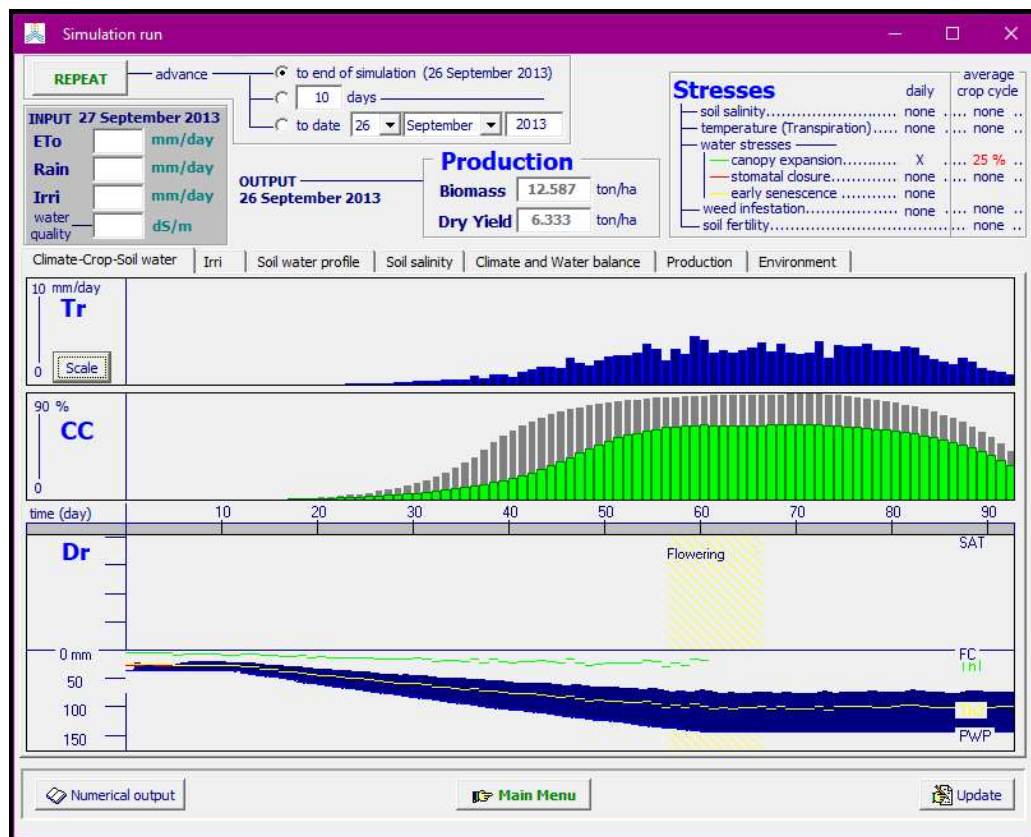 Simulation run
REPEAT
advance
to end of simulation (26 September 2013)
10 days
to date 26 September 2013
INPUT 27 September 2013
ETo mm/day
Rain mm/day
Irri mm/day
water quality dS/m
OUTPUT
26 September 2013
Production
Biomass 12.587 ton/ha
Dry Yield 6.333 ton/ha
Stresses daily average crop cycle
soil salinity none none
temperature (Transpiration) none none
water stresses
canopy expansion X 25 %
stomatal closure none none
early senescence none
weed infestation none none
soil fertility none
Climate-Crop-Soil water Irri Soil water profile Soil salinity Climate and Water balance Production Environment
10 mm/day
Tr
0 Scale
90 %
CC
0
time (day) 10 20 30 40 50 60 70 80 90
Dr
Flowering
SAT
0 mm
FC
50
100
150
PWP
Numerical output Main Menu Update